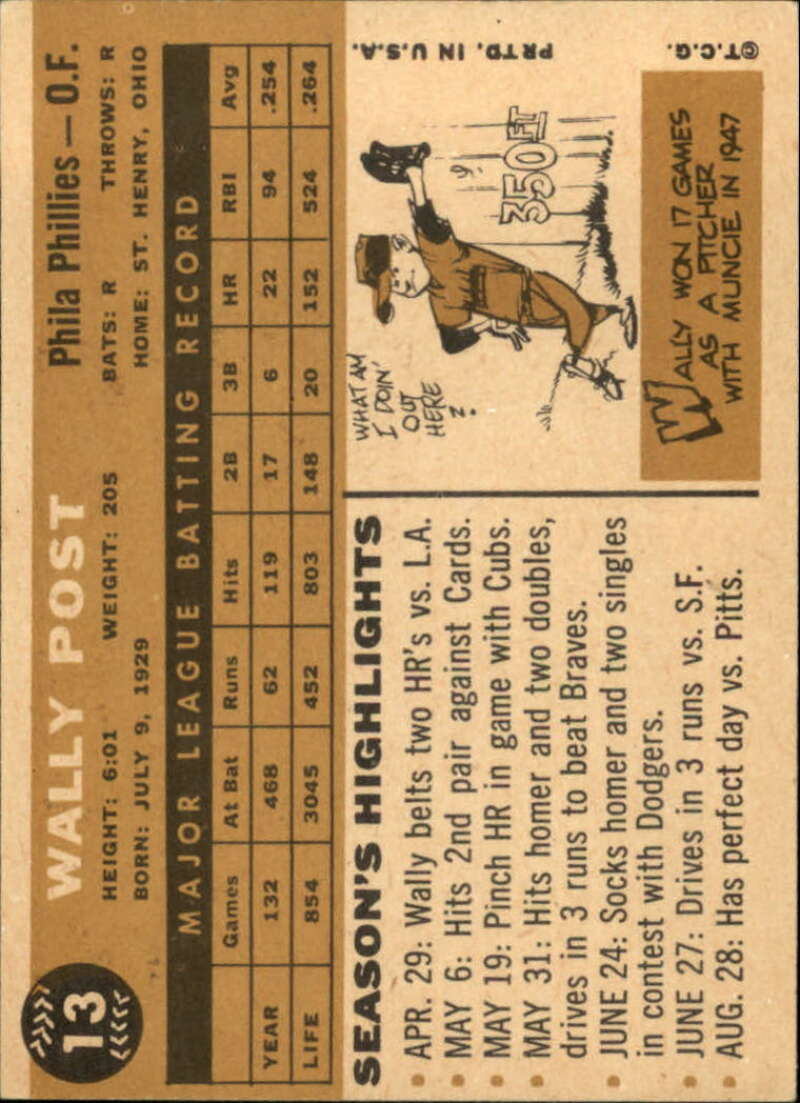 13
WALLY POST
Phila Phillies — O.F.
HEIGHT: 6:01 WEIGHT: 205 BATS: R THROWS: R
BORN: JULY 9, 1929 HOME: ST. HENRY, OHIO
MAJOR LEAGUE BATTING RECORD
Games At Bat Runs Hits 2B 3B HR RBI Avg
YEAR 132 468 62 119 17 6 22 94 .254
LIFE 854 3045 452 803 148 20 152 524 .264
SEASON'S HIGHLIGHTS
• APR. 29: Wally belts two HR's vs. L.A.
• MAY 6: Hits 2nd pair against Cards.
• MAY 19: Pinch HR in game with Cubs.
• MAY 31: Hits homer and two doubles,
drives in 3 runs to beat Braves.
• JUNE 24: Socks homer and two singles
in contest with Dodgers.
• JUNE 27: Drives in 3 runs vs. S.F.
• AUG. 28: Has perfect day vs. Pitts.
WHAT AM
I DOIN'
OUT
HERE
?
350 FT
WALLY WON 17 GAMES
AS A PITCHER
WITH MUNCIE IN 1947
©T.C.G. PRTD. IN U.S.A.